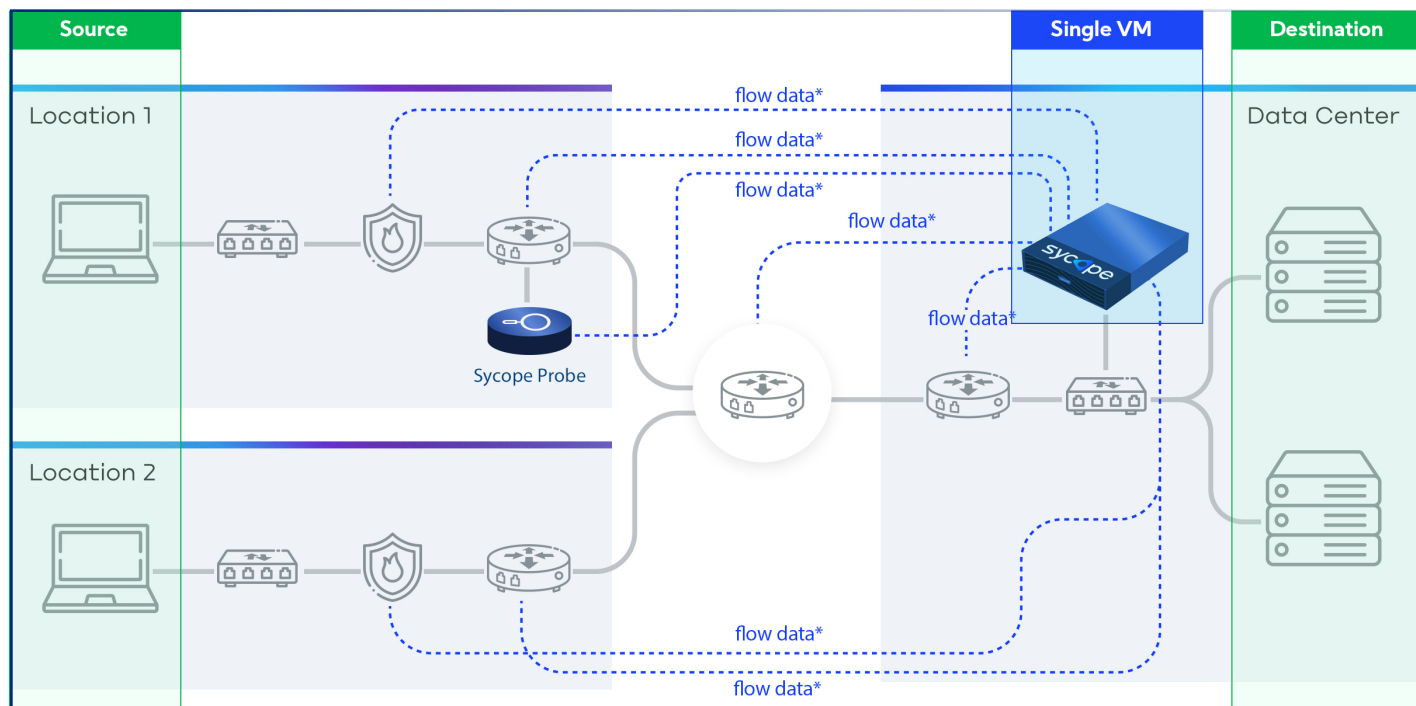 Source
Single VM
Destination
Location 1
flow data*
Data Center
flow data*
flow data*
flow data*
sycope
flow data*
Sycope Probe
Location 2
flow data*
flow data*